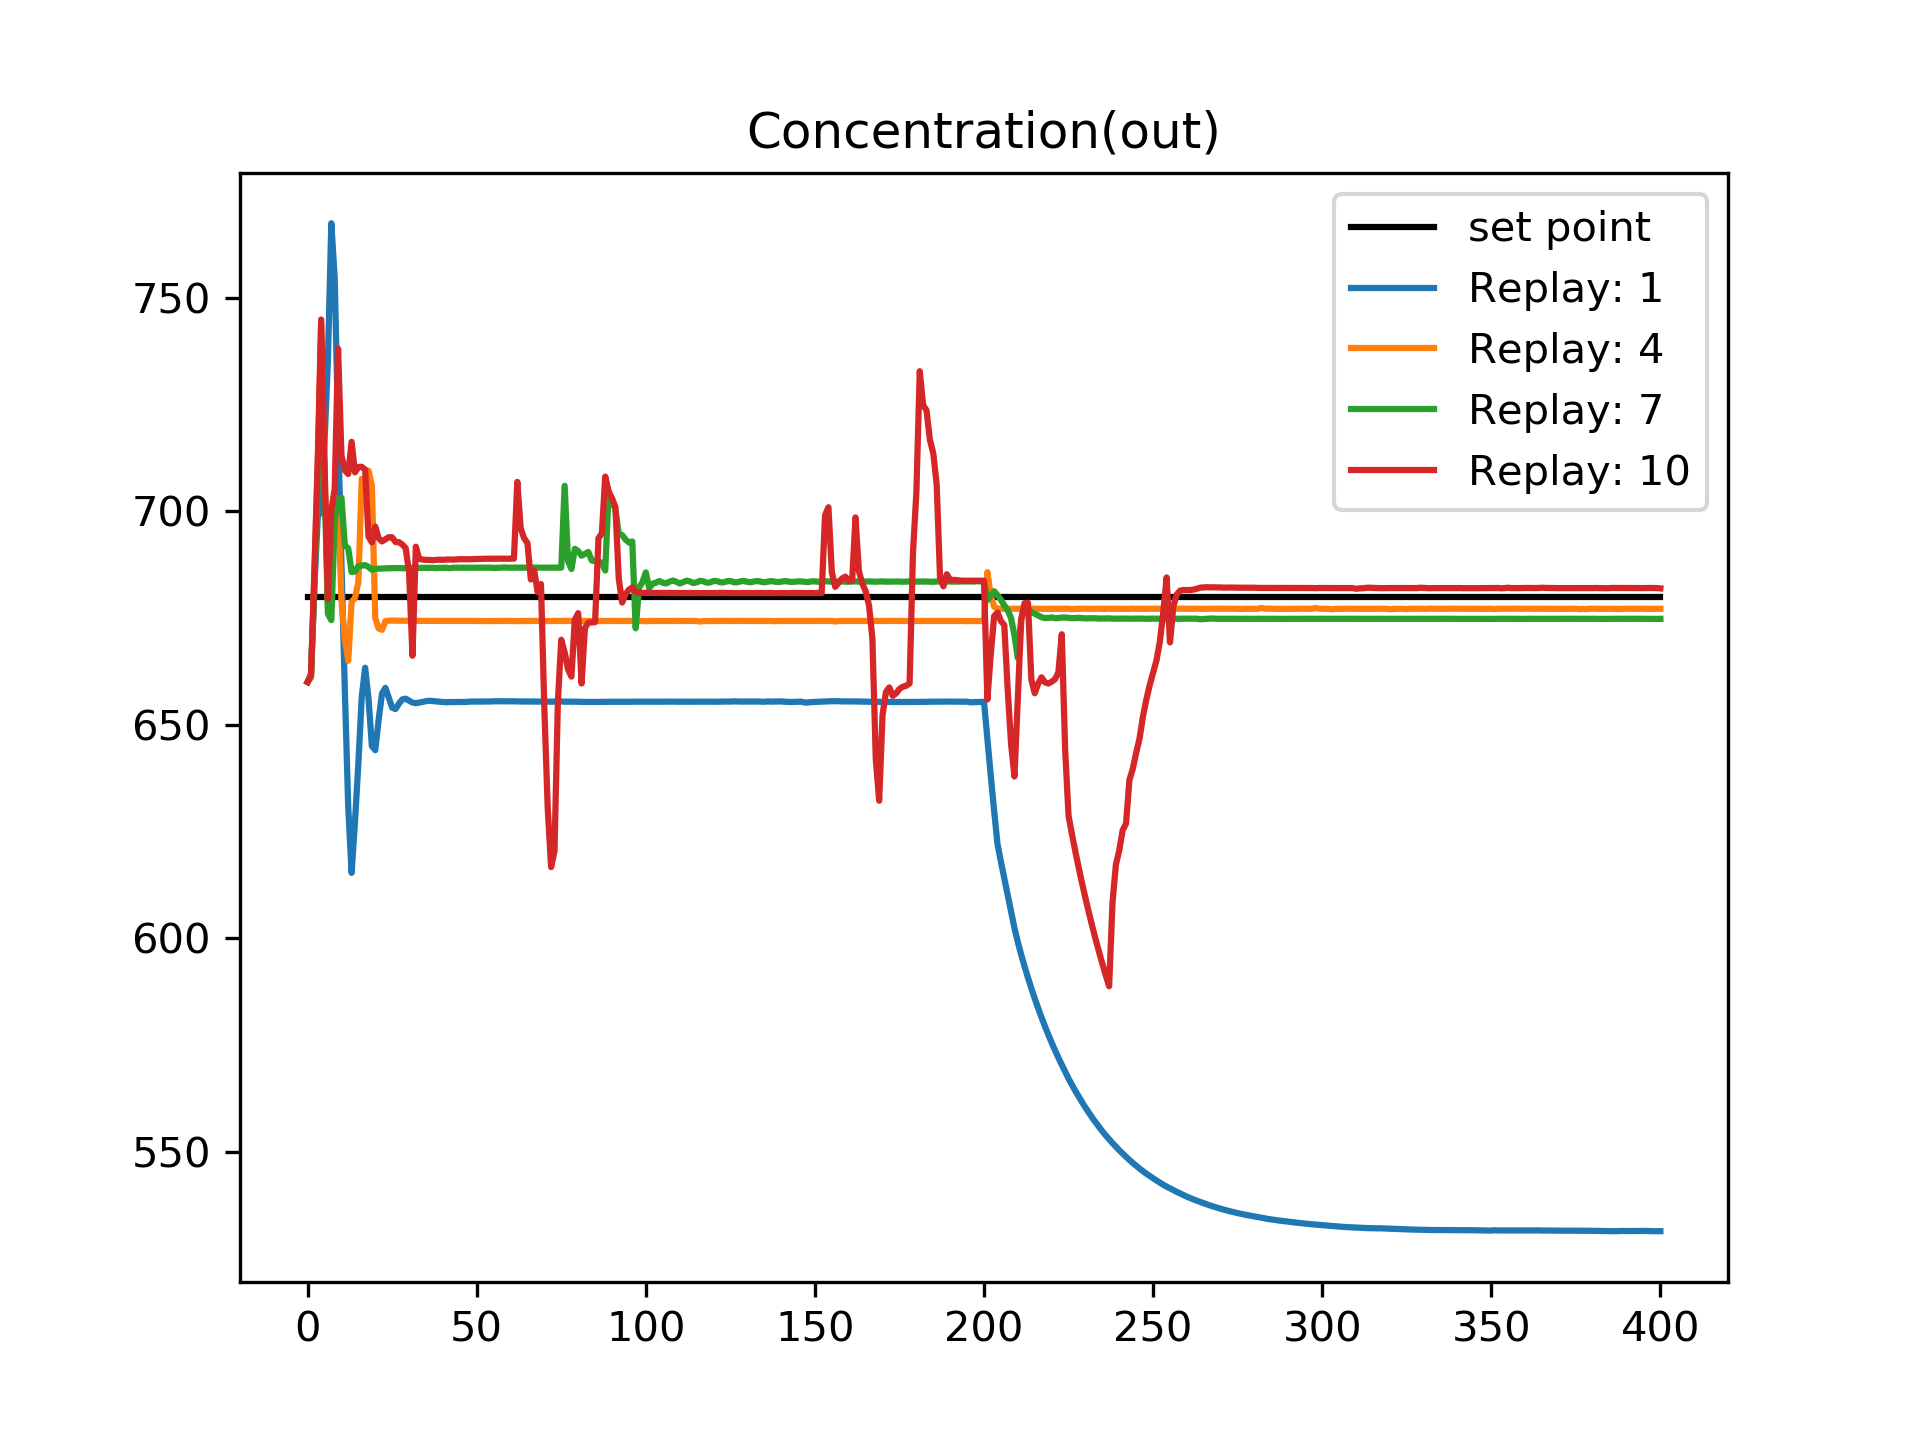 Concentration(out)
set point
Replay: 1
Replay: 4
Replay: 7
Replay: 10
750
700
650
600
550
0 50 100 150 200 250 300 350 400